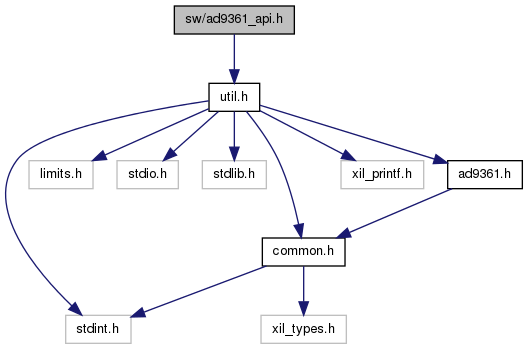 sw/ad9361_api.h
util.h
limits.h
stdio.h
stdlib.h
xil_printf.h
ad9361.h
common.h
stdint.h
xil_types.h